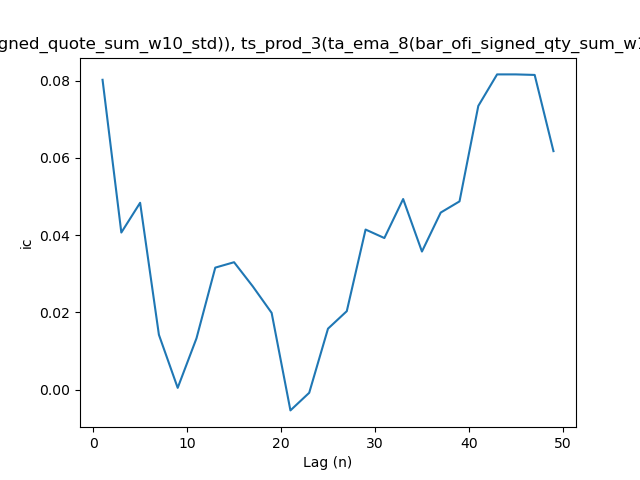 gned_quote_sum_w10_std)), ts_prod_3(ta_ema_8(bar_ofi_signed_qty_sum_w1
0.08
0.06
0.04
0.02
0.00
ic
0 10 20 30 40 50
Lag (n)